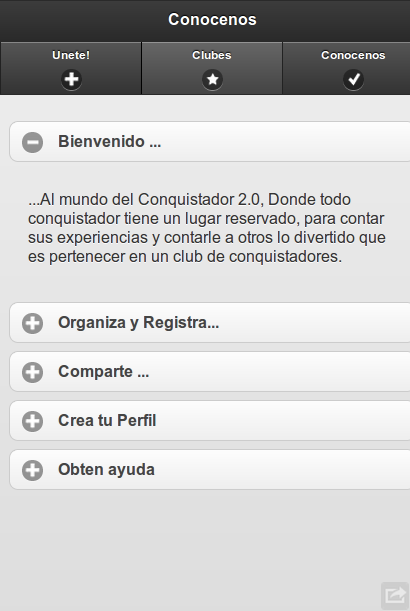 Conocenos
Unete!
Clubes
Conocenos
Bienvenido ...
...Al mundo del Conquistador 2.0, Donde todo
conquistador tiene un lugar reservado, para contar
sus experiencias y contarle a otros lo divertido que
es pertenecer en un club de conquistadores.
Organiza y Registra...
Comparte ...
Crea tu Perfil
Obten ayuda